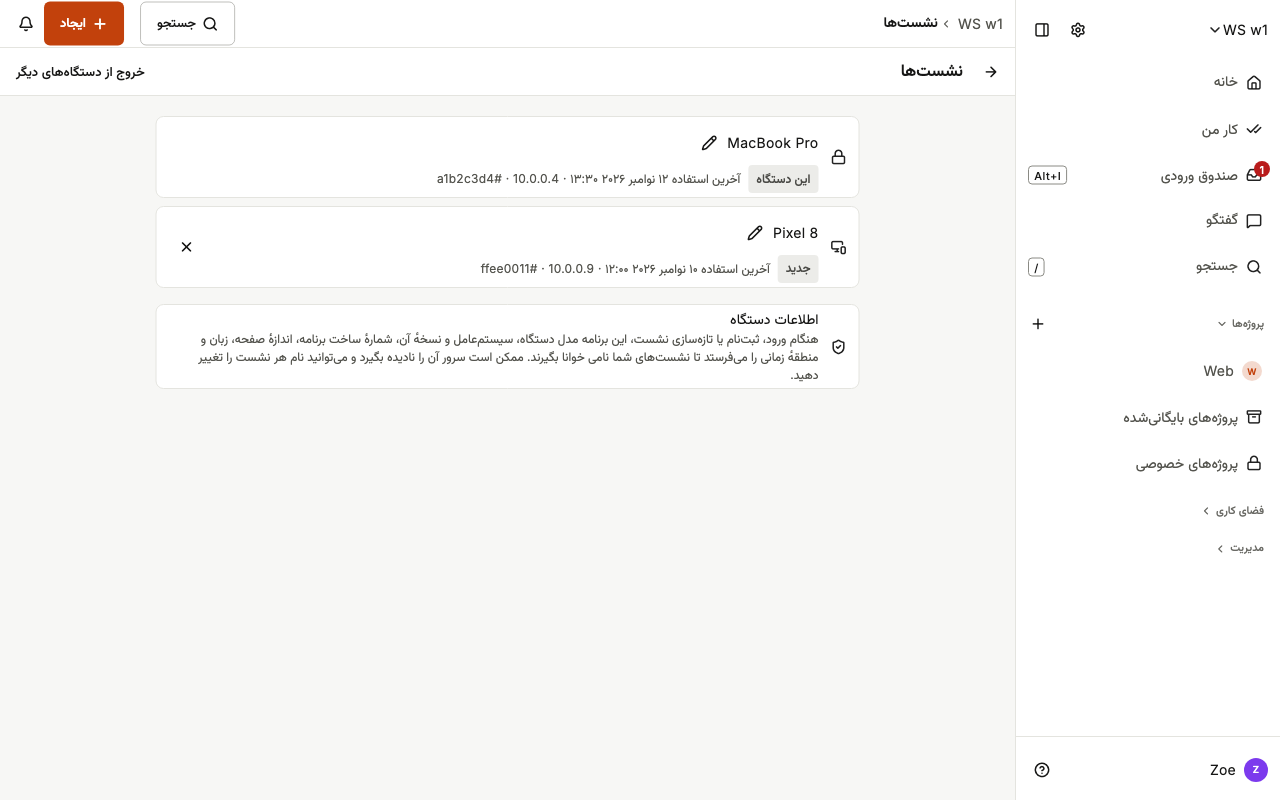 WS w1
خانه
کار من
صندوق ورودی
1
Alt+I
گفتگو
جستجو
/
پروژه‌ها
W
Web
پروژه‌های بایگانی‌شده
پروژه‌های خصوصی
فضای کاری
مدیریت
Z
Zoe
WS w1 › نشست‌ها
جستجو
ایجاد
نشست‌ها
خروج از دستگاه‌های دیگر
MacBook Pro
این دستگاه
آخرین استفاده ۱۲ نوامبر ۲۰۲۶ ۱۳:۳۰ · 10.0.0.4 · #a1b2c3d4
Pixel 8
جدید
آخرین استفاده ۱۰ نوامبر ۲۰۲۶ ۱۲:۰۰ · 10.0.0.9 · #ffee0011
اطلاعات دستگاه
هنگام ورود، ثبت‌نام یا تازه‌سازی نشست، این برنامه مدل دستگاه، سیستم‌عامل و نسخهٔ آن، شمارهٔ ساخت برنامه، اندازهٔ صفحه، زبان و
منطقهٔ زمانی را می‌فرستد تا نشست‌های شما نامی خوانا بگیرند. ممکن است سرور آن را نادیده بگیرد و می‌توانید نام هر نشست را تغییر
دهید.